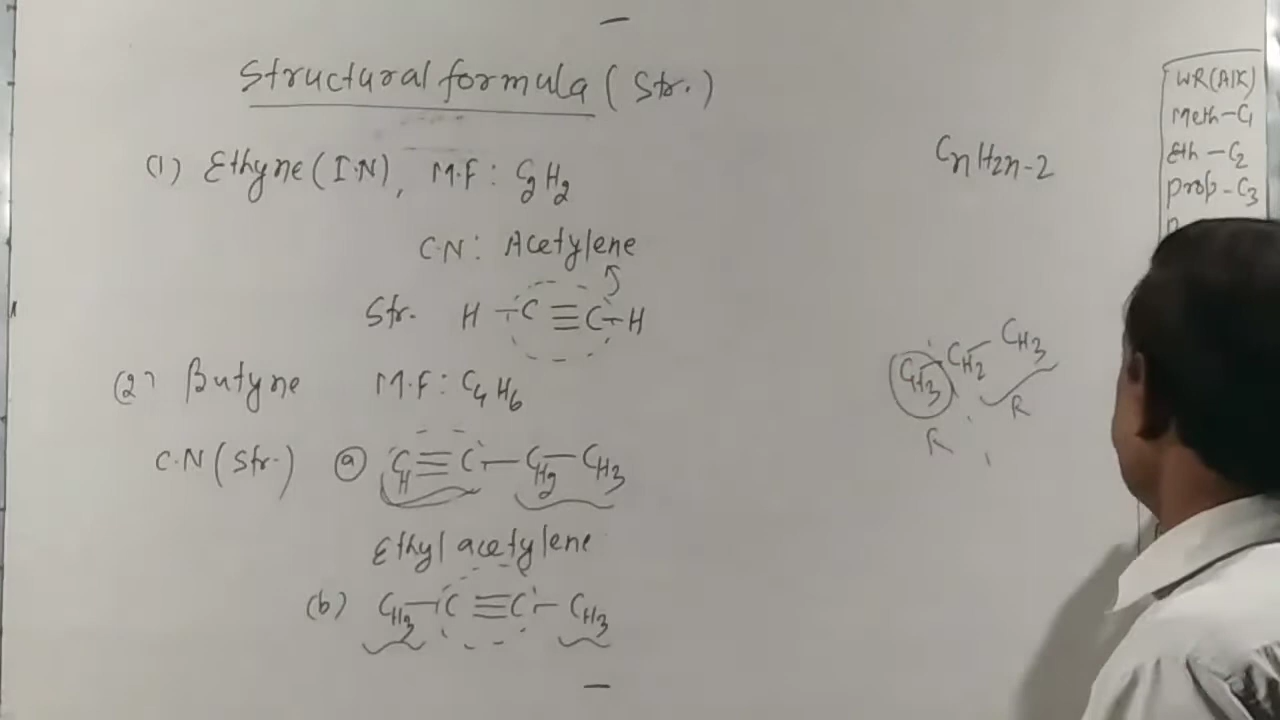 Structural formula (Str.)
(1) Ethyne (I.N), M.F : C2H2
C.N : Acetylene
Str. H - C ≡ C - H
(2) Butyne M.F : C4H6
C.N (Str.) (a) CH ≡ C - CH2 - CH3
Ethyl acetylene
(b) CH3 - C ≡ C - CH3
CnH2n-2
CH3 - CH2 - CH3
R R
WR(Alk)
Meth - C1
Eth - C2
Prop - C3